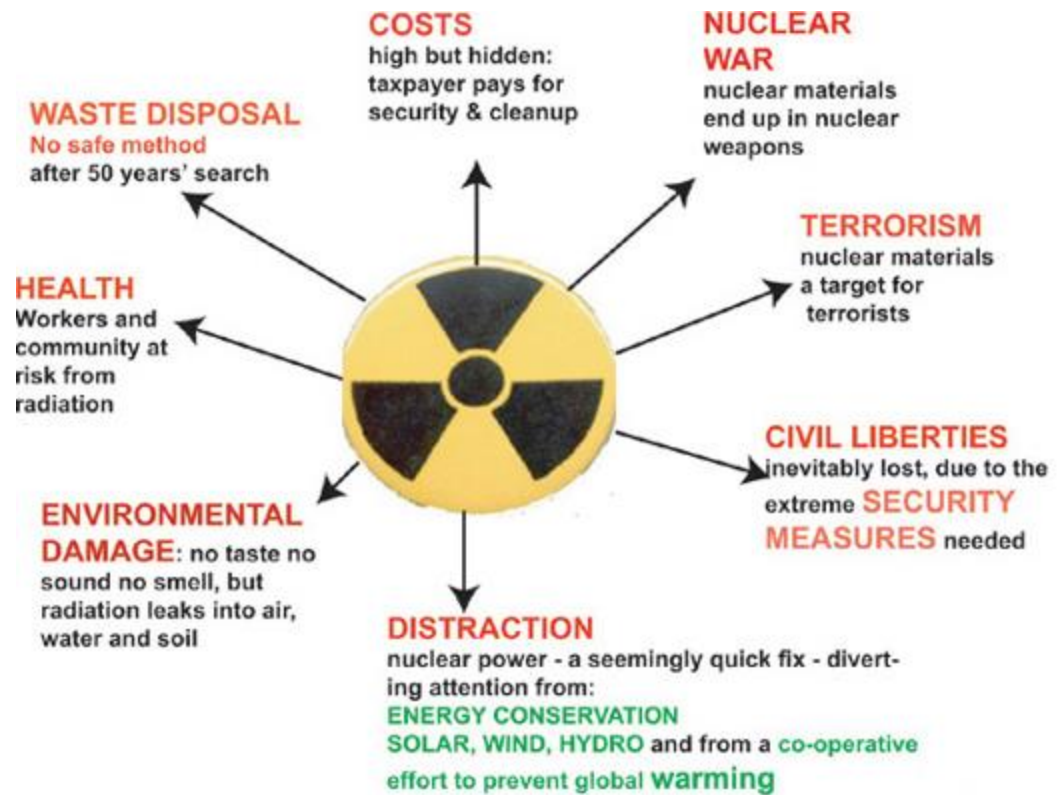 COSTS
high but hidden:
taxpayer pays for
security & cleanup
NUCLEAR
WAR
nuclear materials
end up in nuclear
weapons
WASTE DISPOSAL
No safe method
after 50 years' search
TERRORISM
nuclear materials
a target for
terrorists
HEALTH
Workers and
community at
risk from
radiation
CIVIL LIBERTIES
inevitably lost, due to the
extreme SECURITY
MEASURES needed
ENVIRONMENTAL
DAMAGE: no taste no
sound no smell, but
radiation leaks into air,
water and soil
DISTRACTION
nuclear power - a seemingly quick fix - divert-
ing attention from:
ENERGY CONSERVATION
SOLAR, WIND, HYDRO and from a co-operative
effort to prevent global warming